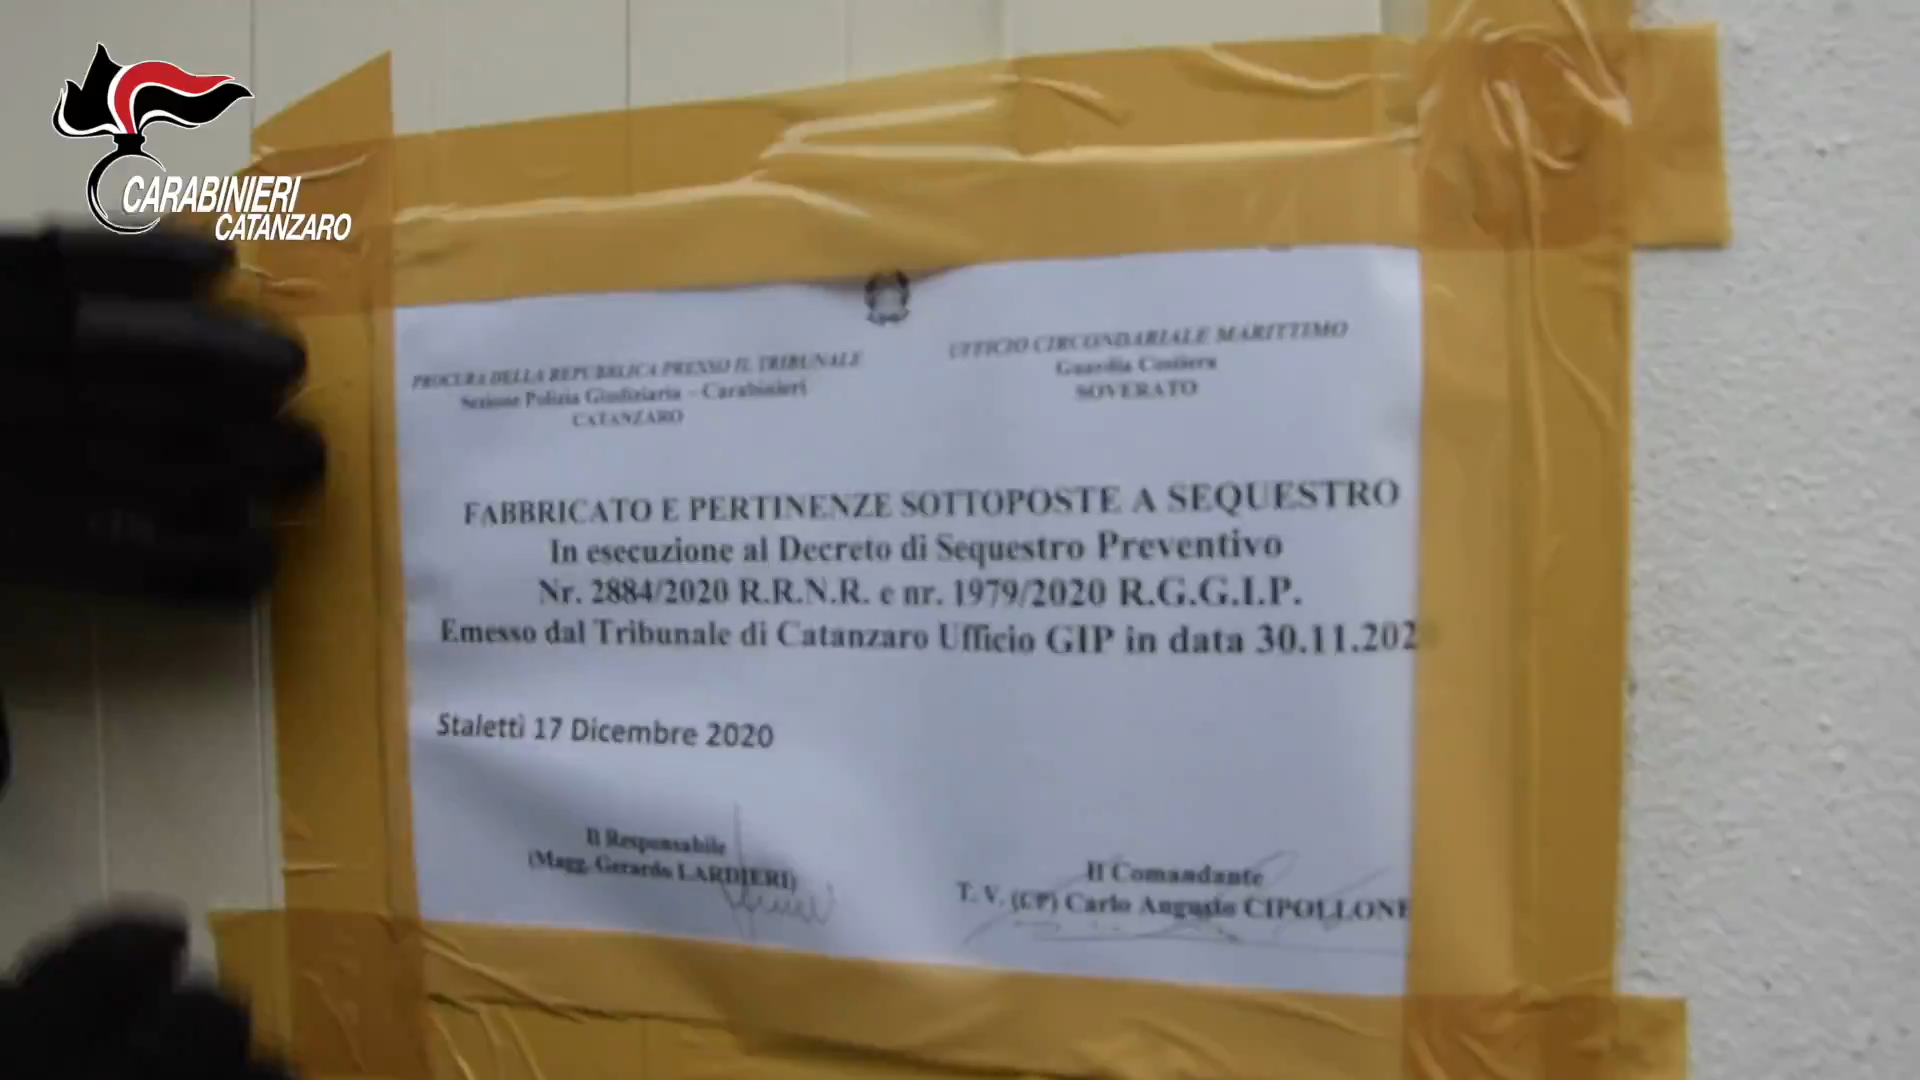 CARABINIERI
CATANZARO
PROCURA DELLA REPUBBLICA PRESSO IL TRIBUNALE
Sezione Polizia Giudiziaria – Carabinieri
CATANZARO
UFFICIO CIRCONDARIALE MARITTIMO
Guardia Costiera
SOVERATO
FABBRICATO E PERTINENZE SOTTOPOSTE A SEQUESTRO
In esecuzione al Decreto di Sequestro Preventivo
Nr. 2884/2020 R.R.N.R. e nr. 1979/2020 R.G.G.I.P.
Emesso dal Tribunale di Catanzaro Ufficio GIP in data 30.11.202
Stalettì 17 Dicembre 2020
Il Responsabile
(Magg. Gerardo LARDIERI)
Il Comandante
T. V. (CP) Carlo Augusto CIPOLLONE